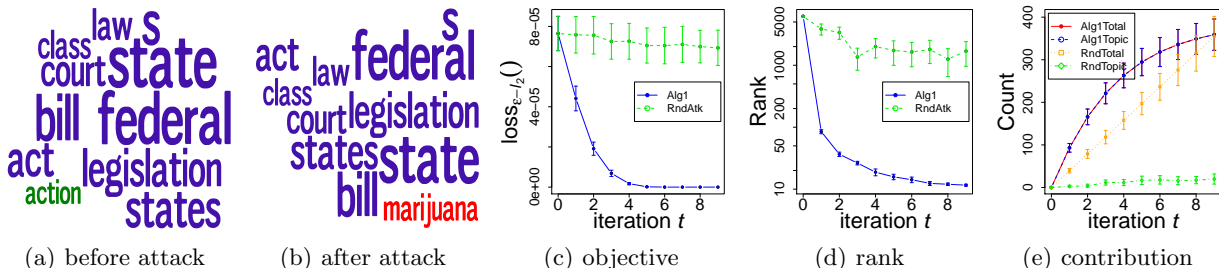 law s
class
court state
bill federal
act
legislation
action
states
s
act
federal
law
class
legislation
court
states
state
bill
marijuana
8e−05
4e−05
0e+00
loss_{ε−l_2}()
Alg1
RndAtk
0 2 4 6 8
iteration t
5000
1000
200
50
10
Rank
Alg1
RndAtk
0 2 4 6 8
iteration t
400
300
200
100
0
Count
Alg1Total
Alg1Topic
RndTotal
RndTopic
0 2 4 6 8
iteration t
(a) before attack (b) after attack (c) objective (d) rank (e) contribution